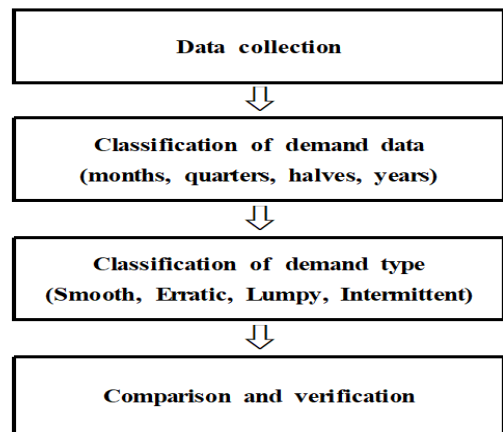 Data collection
Classification of demand data
(months, quarters, halves, years)
Classification of demand type
(Smooth, Erratic, Lumpy, Intermittent)
Comparison and verification